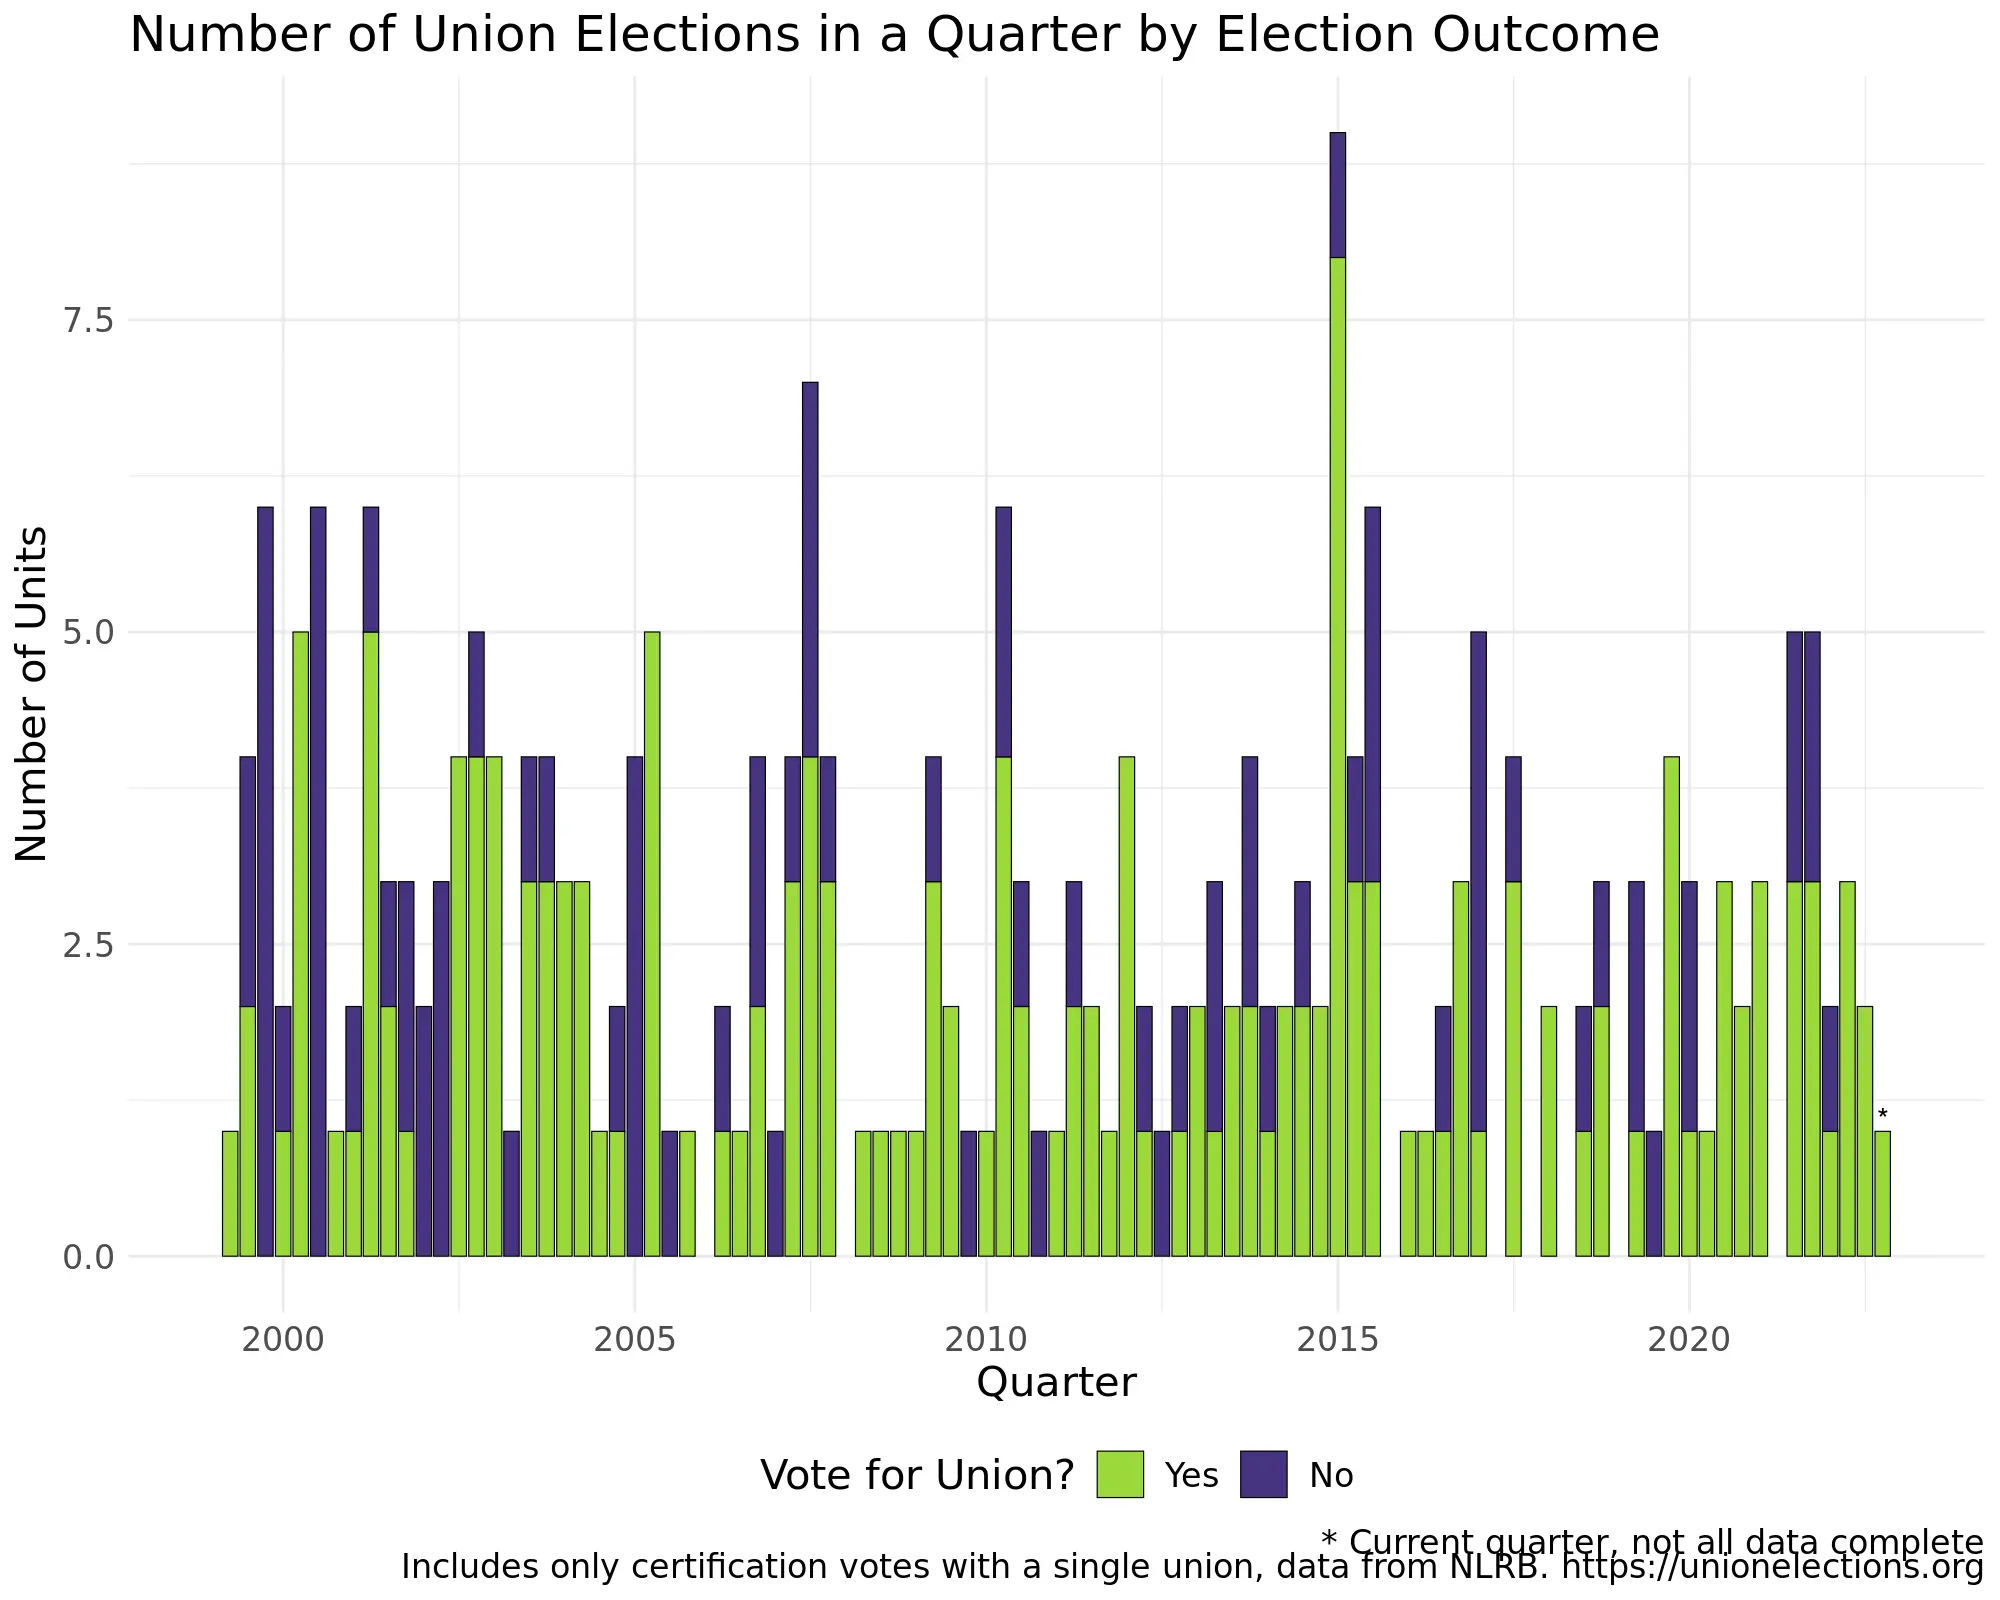 Number of Union Elections in a Quarter by Election Outcome
Number of Units
7.5
5.0
2.5
0.0
*
2000 2005 2010 2015 2020
Quarter
Vote for Union? Yes No
* Current quarter, not all data complete
Includes only certification votes with a single union, data from NLRB. https://unionelections.org